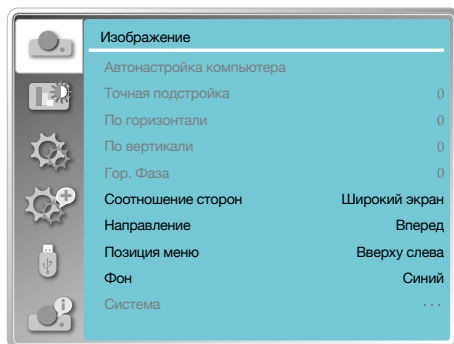 Изображение
Автонастройка компьютера
Точная подстройка 0
По горизонтали 0
По вертикали 0
Гор. Фаза 0
Соотношение сторон Широкий экран
Направление Вперед
Позиция меню Вверху слева
Фон Синий
Система ...